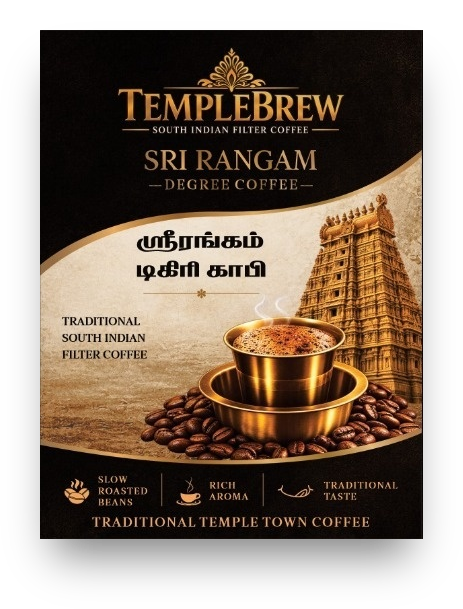 TEMPLEBREW
SOUTH INDIAN FILTER COFFEE
SRI RANGAM
DEGREE COFFEE
ஸ்ரீரங்கம்
டிகிரி காபி
TRADITIONAL
SOUTH INDIAN
FILTER COFFEE
SLOW
ROASTED
BEANS
RICH
AROMA
TRADITIONAL
TASTE
TRADITIONAL TEMPLE TOWN COFFEE